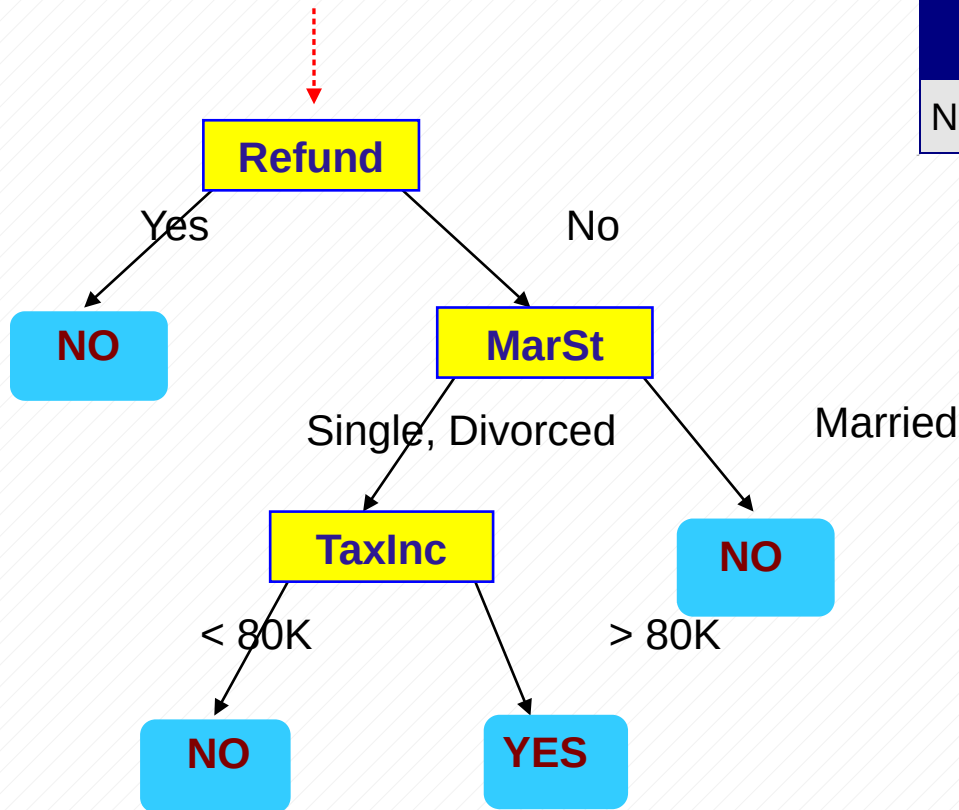 Refund
Yes
No
NO
MarSt
Single, Divorced
Married
TaxInc
NO
< 80K
> 80K
NO
YES